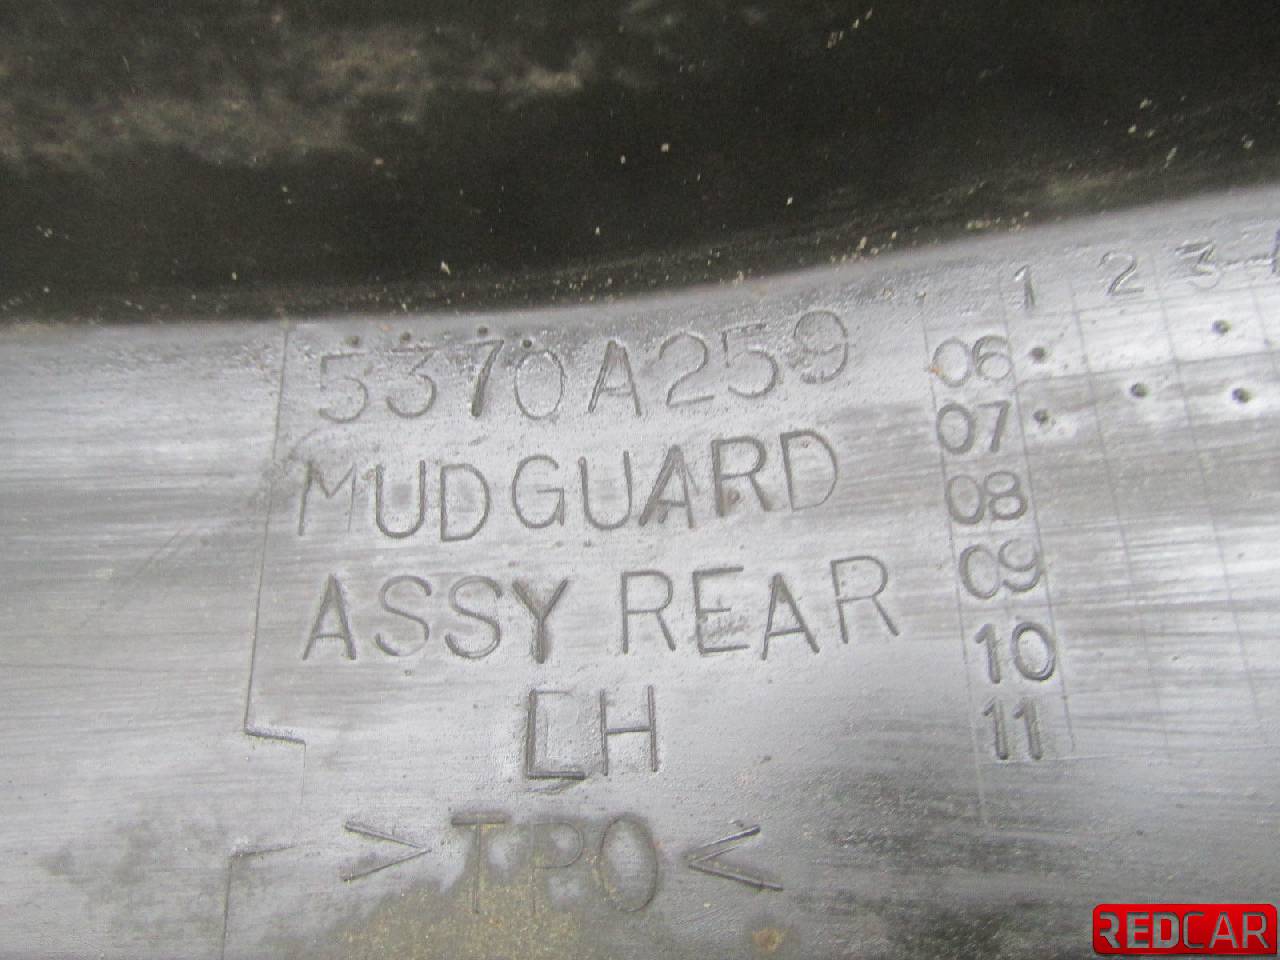 5370A259
MUDGUARD
ASSY REAR
LH
>TPO<
1 2 3
06
07
08
09
10
11
REDCAR